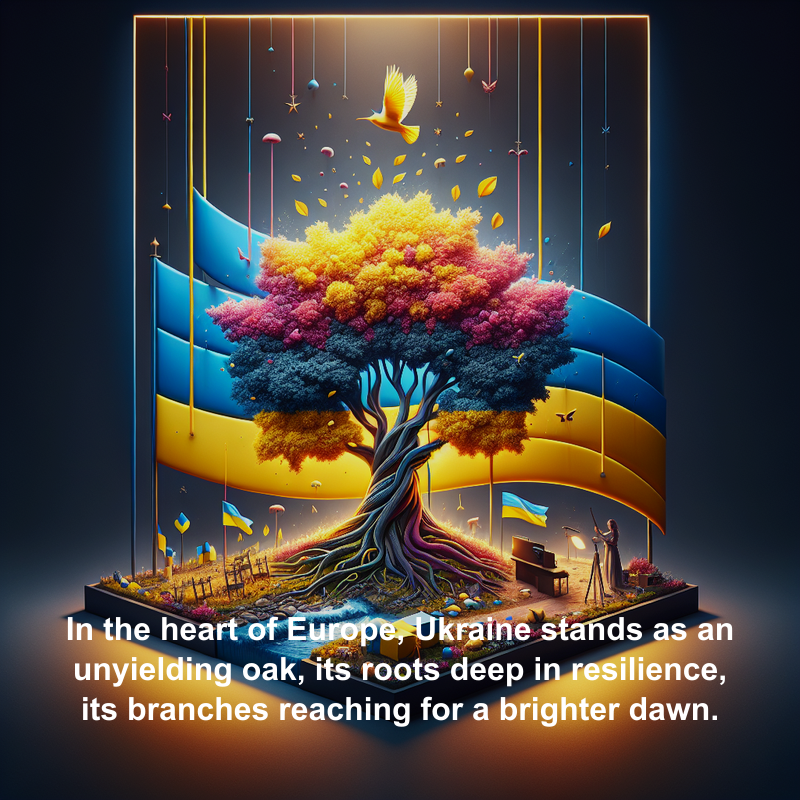 In the heart of Europe, Ukraine stands as an
unyielding oak, its roots deep in resilience,
its branches reaching for a brighter dawn.